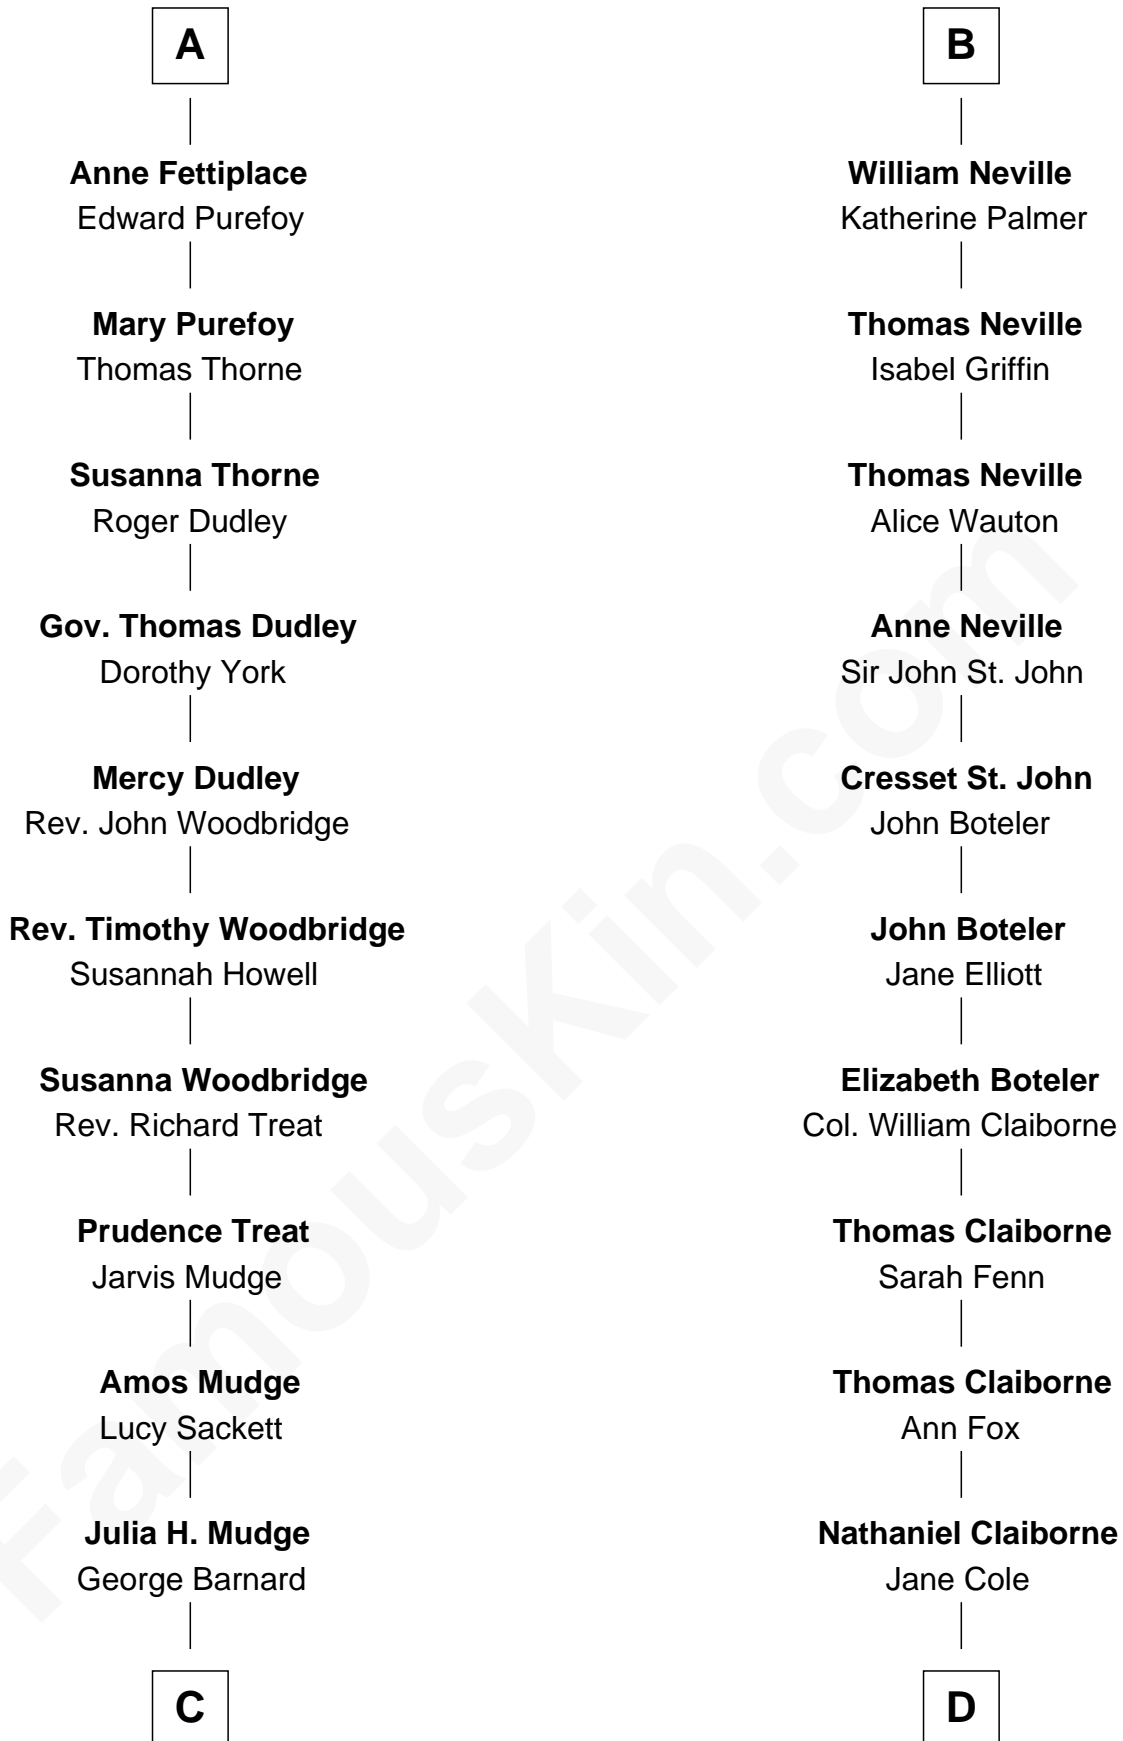 A
Anne Fettiplace
Edward Purefoy
Mary Purefoy
Thomas Thorne
Susanna Thorne
Roger Dudley
Gov. Thomas Dudley
Dorothy York
Mercy Dudley
Rev. John Woodbridge
Rev. Timothy Woodbridge
Susannah Howell
Susanna Woodbridge
Rev. Richard Treat
Prudence Treat
Jarvis Mudge
Amos Mudge
Lucy Sackett
Julia H. Mudge
George Barnard
C
B
William Neville
Katherine Palmer
Thomas Neville
Isabel Griffin
Thomas Neville
Alice Wauton
Anne Neville
Sir John St. John
Cresset St. John
John Boteler
John Boteler
Jane Elliott
Elizabeth Boteler
Col. William Claiborne
Thomas Claiborne
Sarah Fenn
Thomas Claiborne
Ann Fox
Nathaniel Claiborne
Jane Cole
D
FamousKin.com